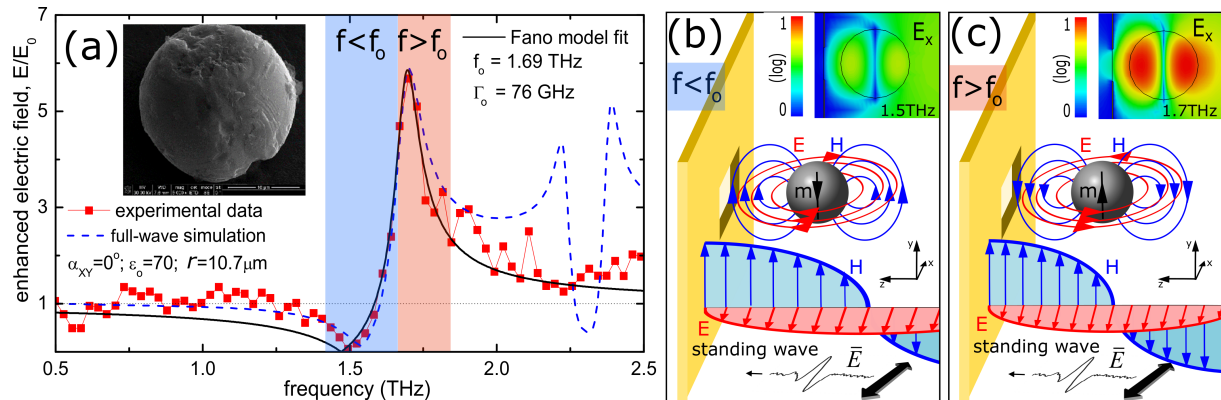 (a)
f<fo
f>fo
Fano model fit
fo = 1.69 THz
Γo = 76 GHz
enhanced electric field, E/E0
7
5
3
1
experimental data
full-wave simulation
αXY=0°; εo=70; r=10.7μm
0.5
1.0
1.5
2.0
2.5
frequency (THz)
(b)
f<fo
1
(log)
0
Ex
1.5THz
E
H
m
H
y
x
z
E
standing wave
E̅
(c)
f>fo
1
(log)
0
Ex
1.7THz
E
H
m
H
y
x
z
E
standing wave
E̅